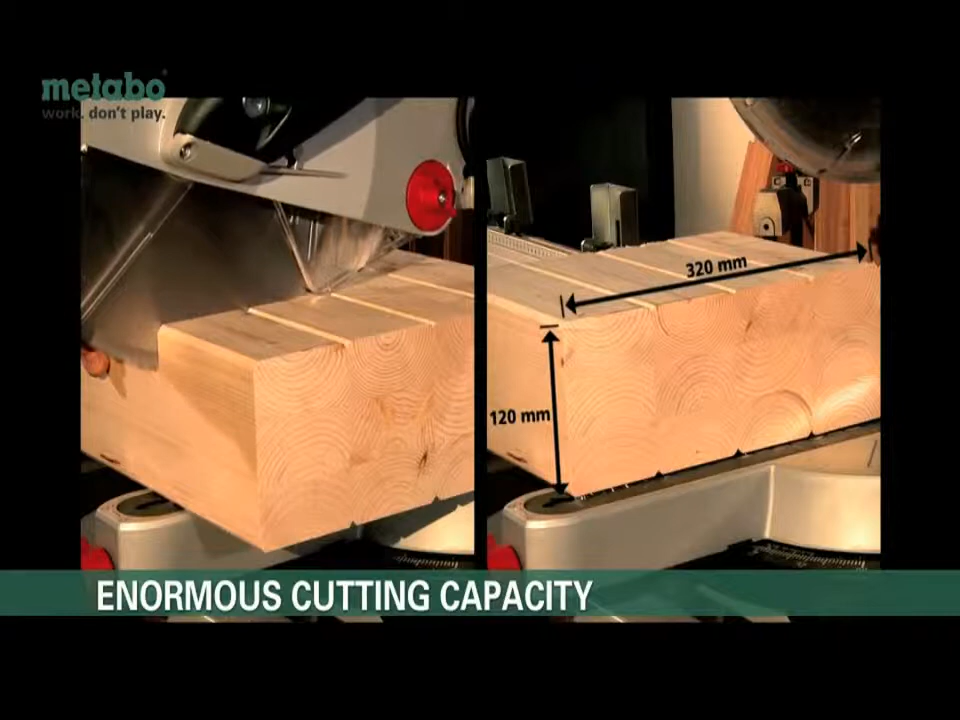 metabo
work. don't play.
320 mm
120 mm
ENORMOUS CUTTING CAPACITY